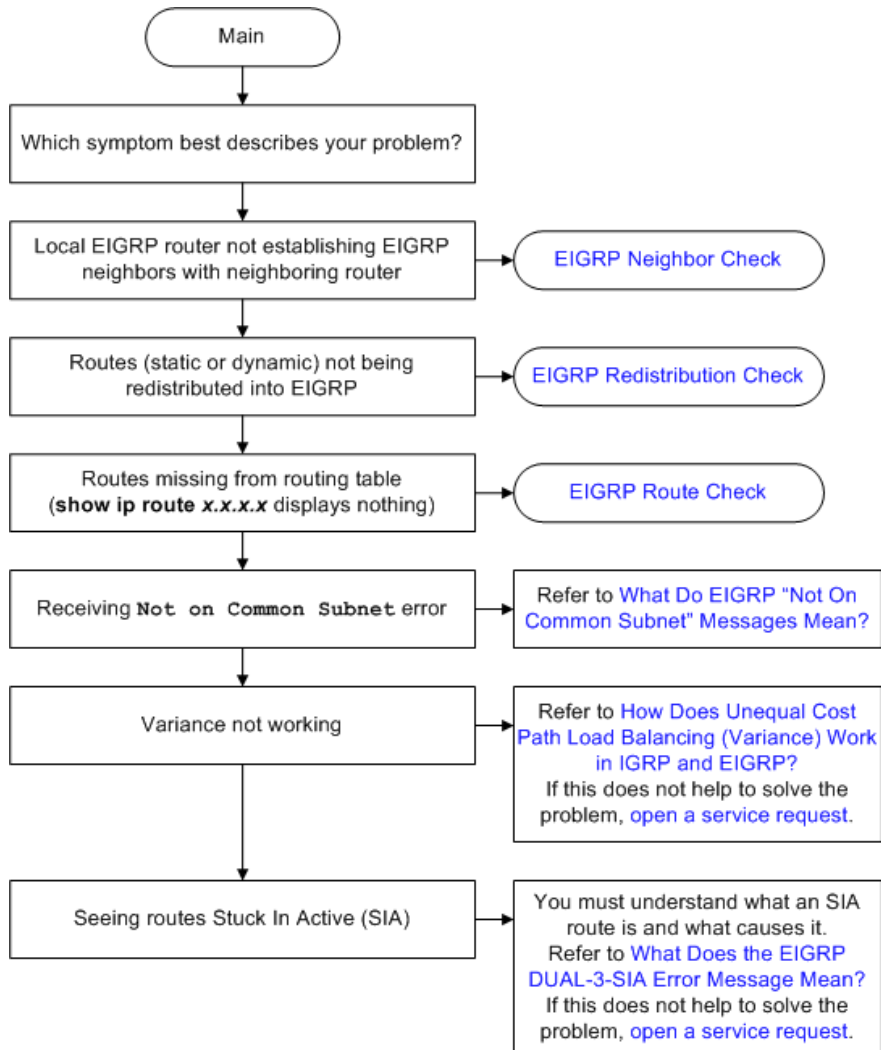 Main
Which symptom best describes your problem?
Local EIGRP router not establishing EIGRP
neighbors with neighboring router
EIGRP Neighbor Check
Routes (static or dynamic) not being
redistributed into EIGRP
EIGRP Redistribution Check
Routes missing from routing table
(show ip route x.x.x.x displays nothing)
EIGRP Route Check
Receiving Not on Common Subnet error
Refer to What Do EIGRP “Not On
Common Subnet” Messages Mean?
Variance not working
Refer to How Does Unequal Cost
Path Load Balancing (Variance) Work
in IGRP and EIGRP?
If this does not help to solve the
problem, open a service request.
Seeing routes Stuck In Active (SIA)
You must understand what an SIA
route is and what causes it.
Refer to What Does the EIGRP
DUAL-3-SIA Error Message Mean?
If this does not help to solve the
problem, open a service request.